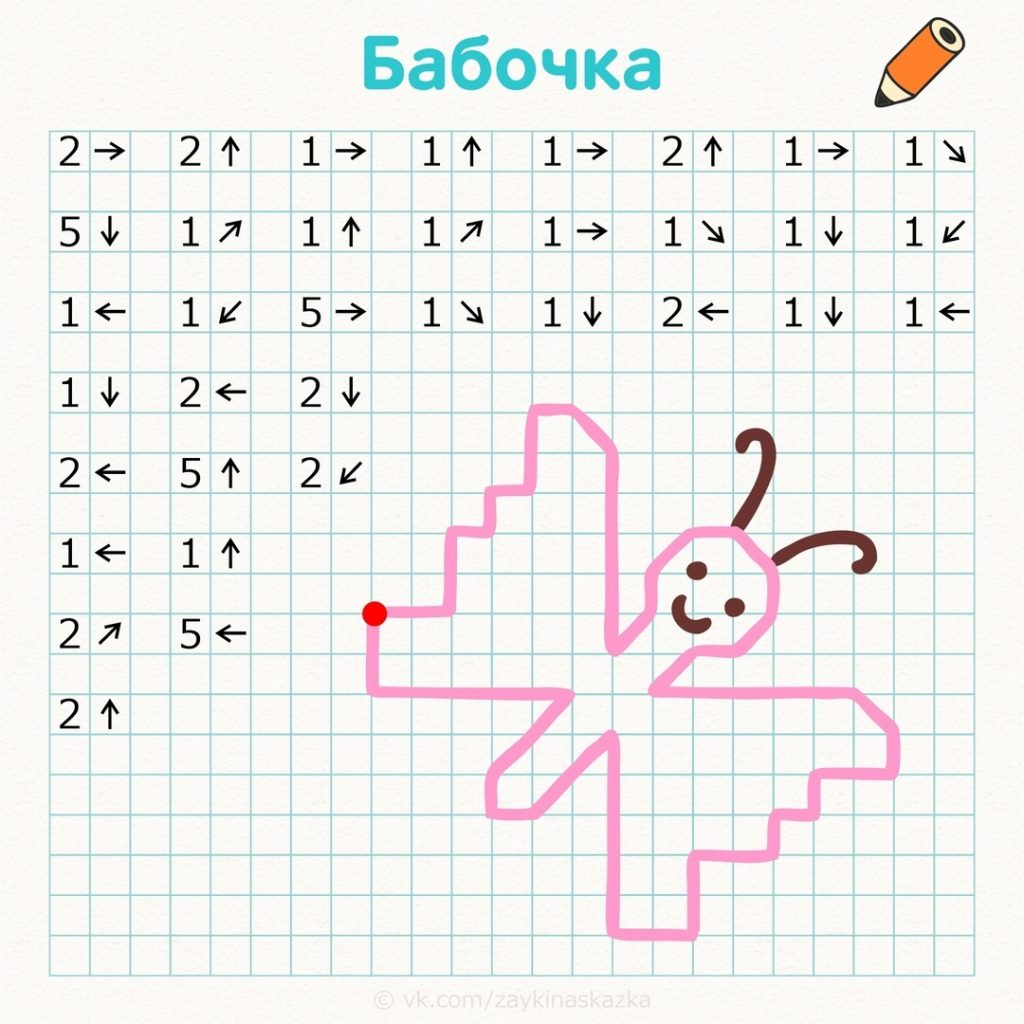 Бабочка
2 → 2 ↑ 1 → 1 ↑ 1 → 2 ↑ 1 → 1 ↘
5 ↓ 1 ↗ 1 ↑ 1 ↗ 1 → 1 ↘ 1 ↓ 1 ↙
1 ← 1 ↙ 5 → 1 ↘ 1 ↓ 2 ← 1 ↓ 1 ←
1 ↓ 2 ← 2 ↓
2 ← 5 ↑ 2 ↙
1 ← 1 ↑
2 ↗ 5 ←
2 ↑
© vk.com/zaykinaskazka